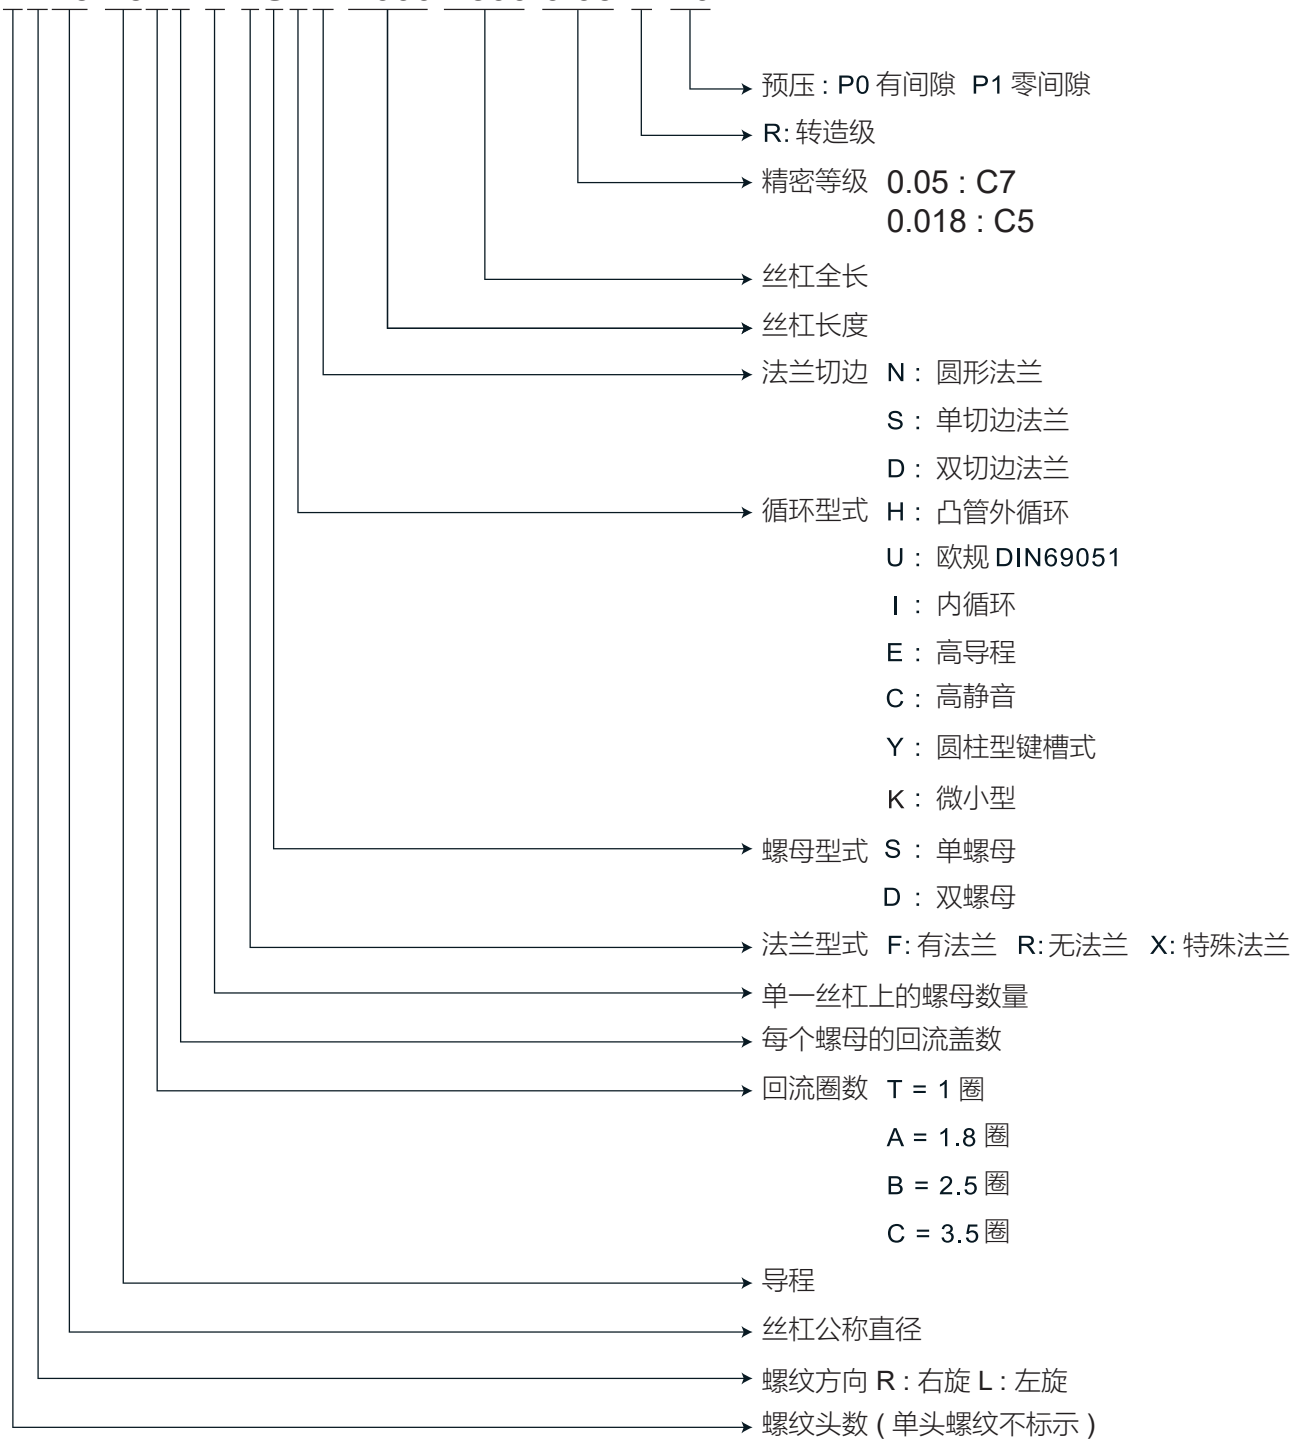 预压 : P0 有间隙 P1 零间隙
R: 转造级
精密等级 0.05 : C7
0.018 : C5
丝杠全长
丝杠长度
法兰切边 N : 圆形法兰
S : 单切边法兰
D : 双切边法兰
循环型式 H : 凸管外循环
U : 欧规 DIN69051
I : 内循环
E : 高导程
C : 高静音
Y : 圆柱型键槽式
K : 微小型
螺母型式 S : 单螺母
D : 双螺母
法兰型式 F: 有法兰 R: 无法兰 X: 特殊法兰
单一丝杠上的螺母数量
每个螺母的回流盖数
回流圈数 T = 1 圈
A = 1.8 圈
B = 2.5 圈
C = 3.5 圈
导程
丝杠公称直径
螺纹方向 R : 右旋 L : 左旋
螺纹头数 ( 单头螺纹不标示 )